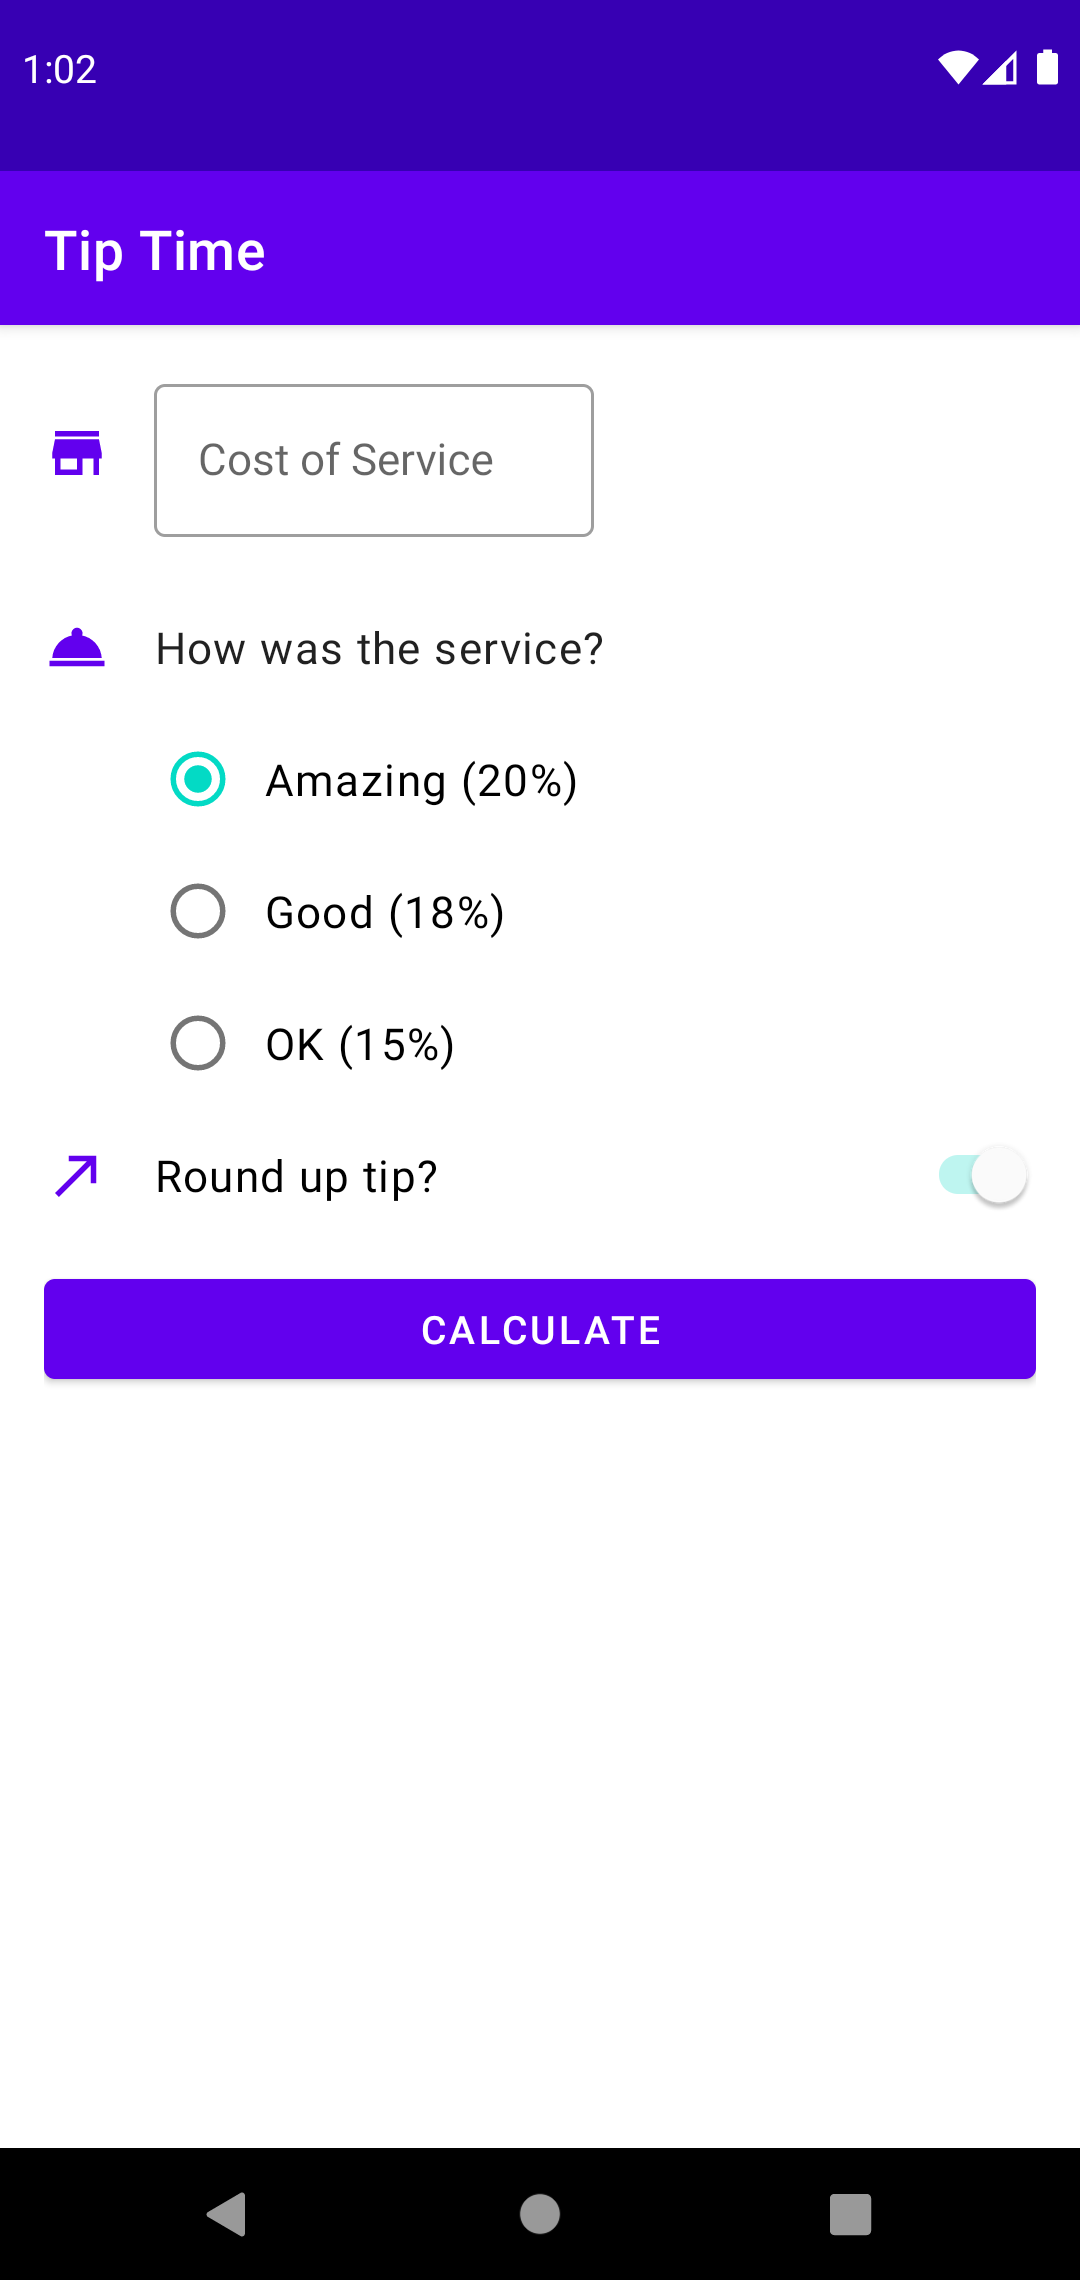 1:02
Tip Time
Cost of Service
How was the service?
Amazing (20%)
Good (18%)
OK (15%)
Round up tip?
CALCULATE